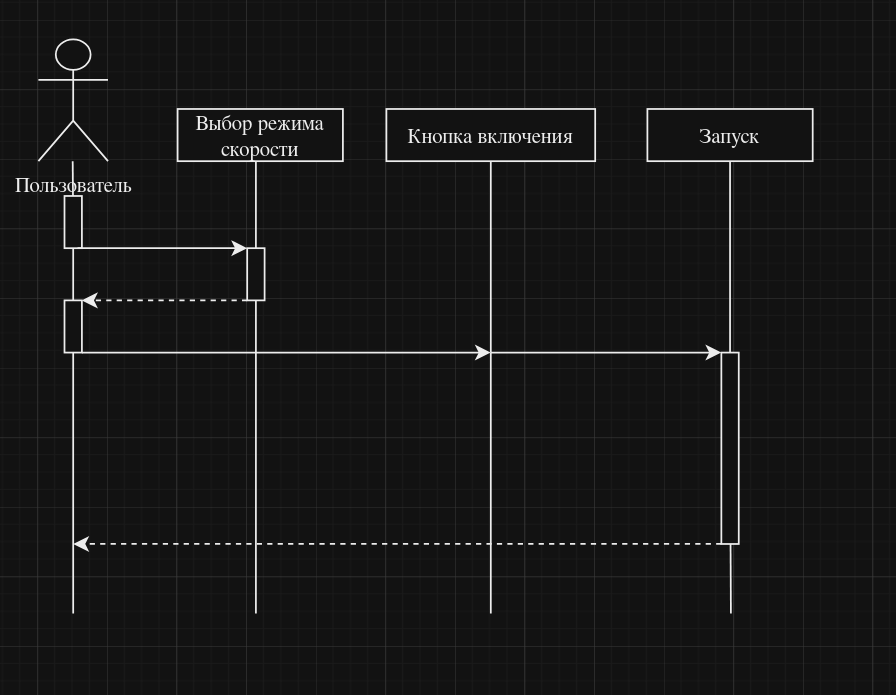 Выбор режима
скорости
Кнопка включения
Запуск
Пользователь